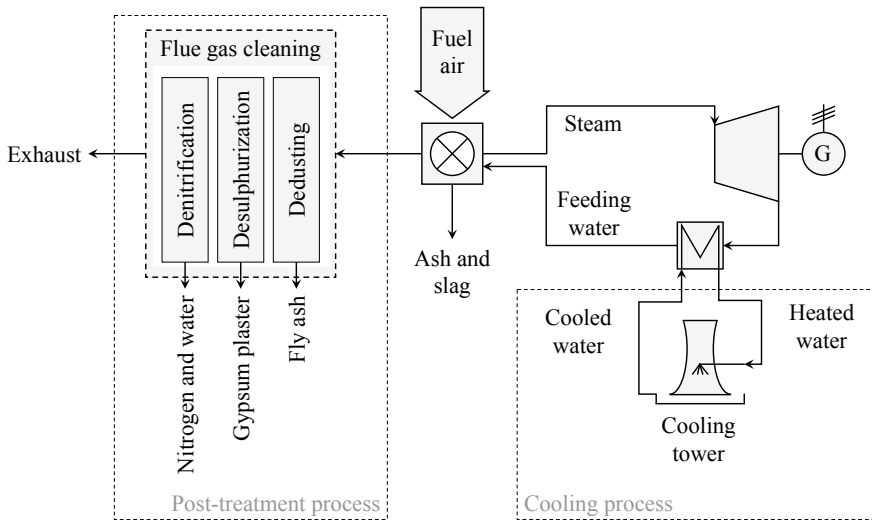 Flue gas cleaning
Denitrification
Desulphurization
Dedusting
Exhaust
Nitrogen and water
Gypsum plaster
Fly ash
Post-treatment process
Fuel
air
Ash and
slag
Steam
Feeding
water
G
Cooled
water
Heated
water
Cooling
tower
Cooling process